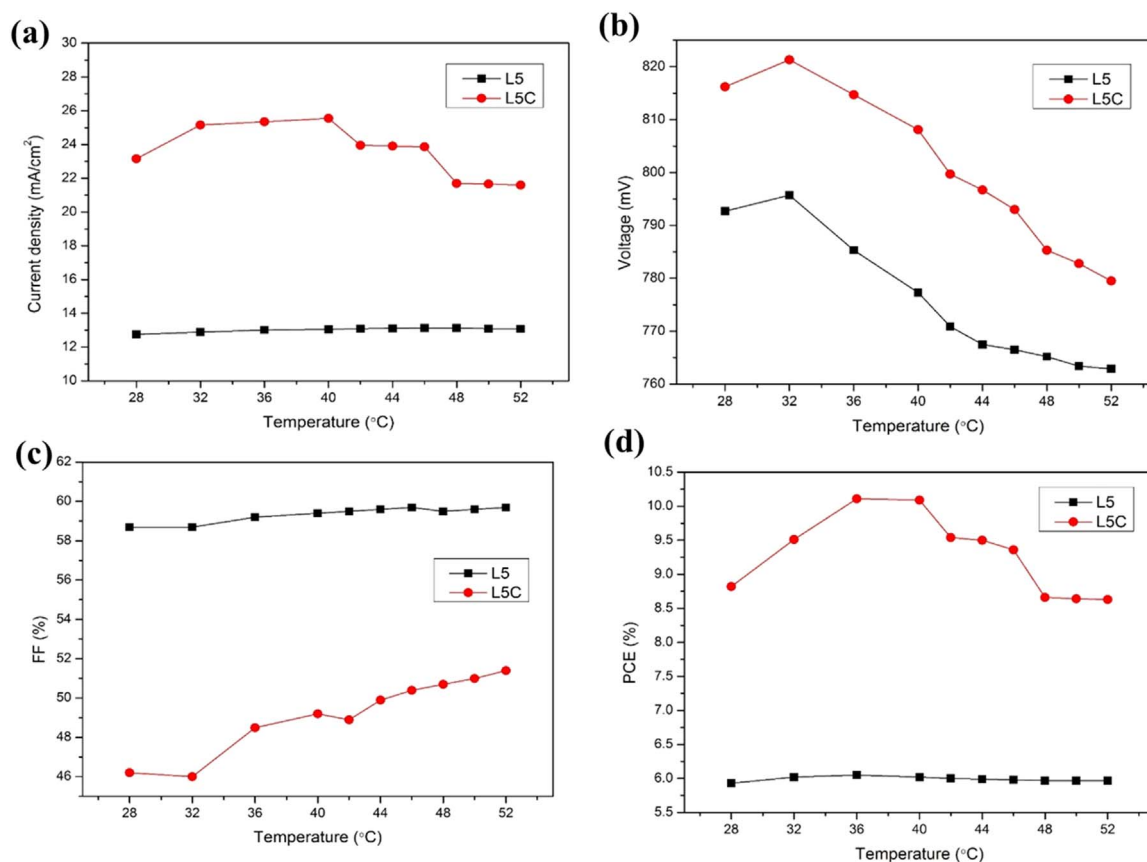 (a)
30
28
26
24
22
20
18
16
14
12
10
Current density (mA/cm²)
L5
L5C
28 32 36 40 44 48 52
Temperature (°C)
(b)
820
810
800
790
780
770
760
Voltage (mV)
L5
L5C
28 32 36 40 44 48 52
Temperature (°C)
(c)
62
60
58
56
54
52
50
48
46
FF (%)
L5
L5C
28 32 36 40 44 48 52
Temperature (°C)
(d)
10.5
10.0
9.5
9.0
8.5
8.0
7.5
7.0
6.5
6.0
5.5
PCE (%)
L5
L5C
28 32 36 40 44 48 52
Temperature (°C)